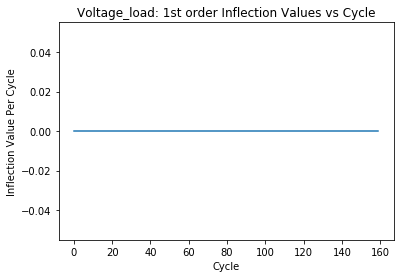 Voltage_load: 1st order Inflection Values vs Cycle
Inflection Value Per Cycle
0.04
0.02
0.00
−0.02
−0.04
0 20 40 60 80 100 120 140 160
Cycle